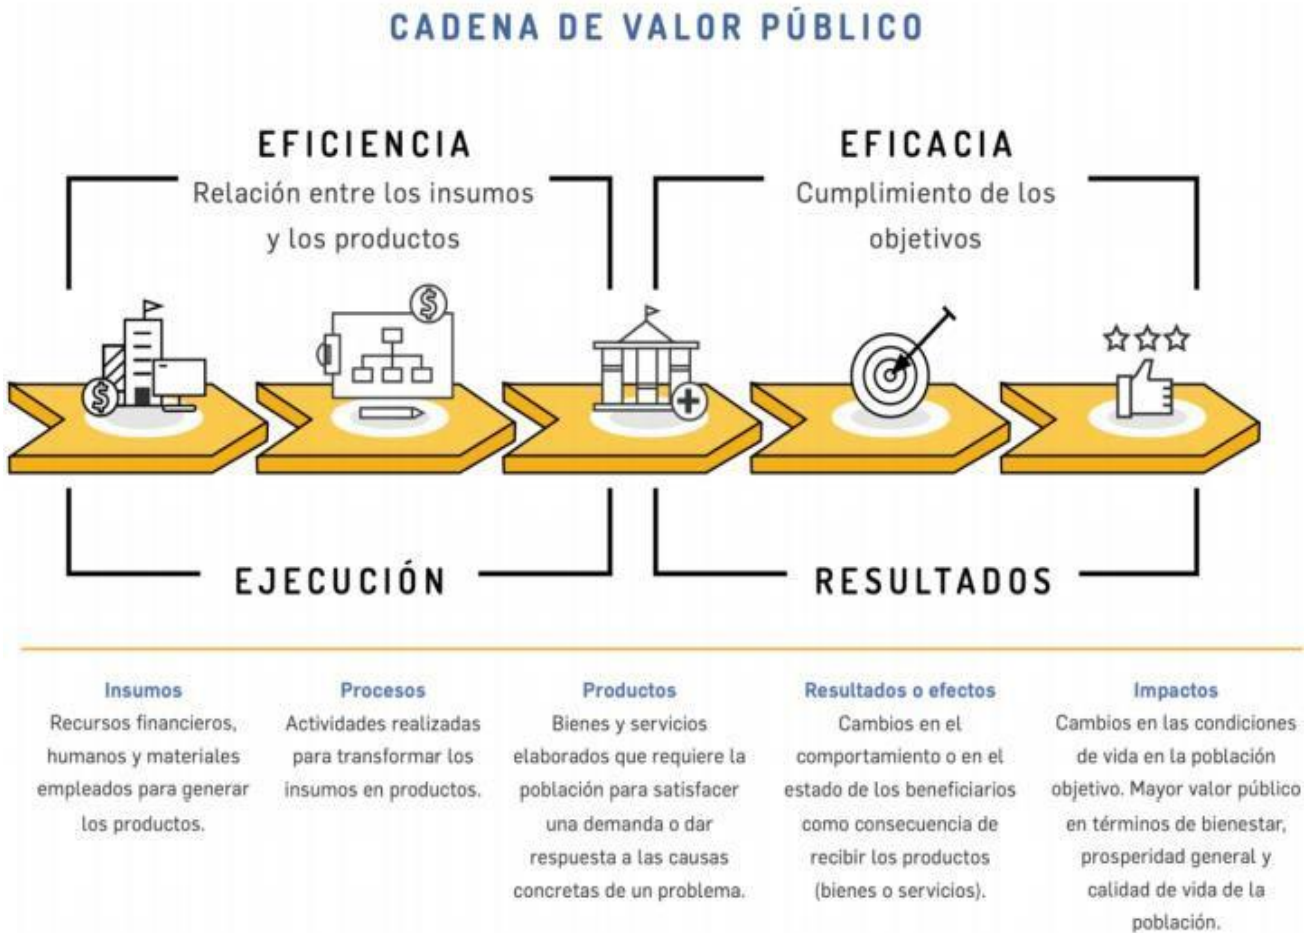 CADENA DE VALOR PÚBLICO
EFICIENCIA
Relación entre los insumos
y los productos
EFICACIA
Cumplimiento de los
objetivos
$
$
EJECUCIÓN
RESULTADOS
Insumos
Recursos financieros,
humanos y materiales
empleados para generar
los productos.
Procesos
Actividades realizadas
para transformar los
insumos en productos.
Productos
Bienes y servicios
elaborados que requiere la
población para satisfacer
una demanda o dar
respuesta a las causas
concretas de un problema.
Resultados o efectos
Cambios en el
comportamiento o en el
estado de los beneficiarios
como consecuencia de
recibir los productos
(bienes o servicios).
Impactos
Cambios en las condiciones
de vida en la población
objetivo. Mayor valor público
en términos de bienestar,
prosperidad general y
calidad de vida de la
población.